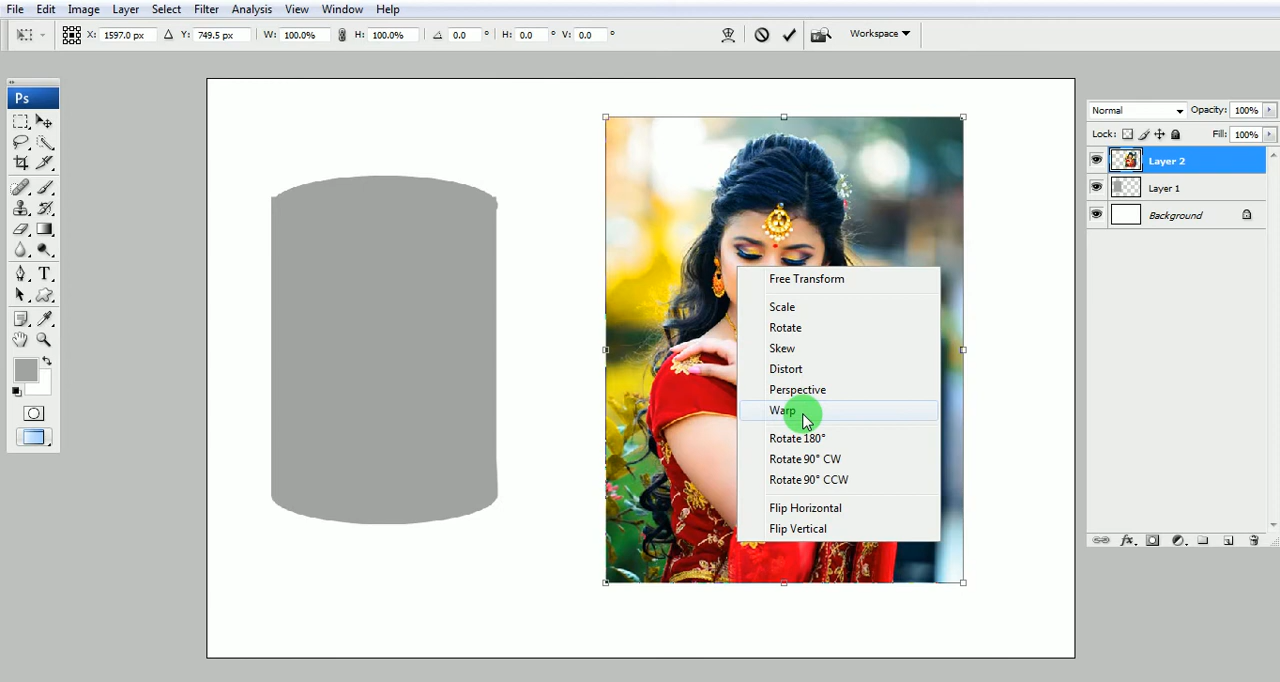 File Edit Image Layer Select Filter Analysis View Window Help
X: 1597.0 px Y: 749.5 px W: 100.0% H: 100.0% 0.0 ° H: 0.0 ° V: 0.0 ° Workspace
Ps
Normal Opacity: 100%
Lock: Fill: 100%
Layer 2
Layer 1
Background
Free Transform
Scale
Rotate
Skew
Distort
Perspective
Warp
Rotate 180°
Rotate 90° CW
Rotate 90° CCW
Flip Horizontal
Flip Vertical
T
fx